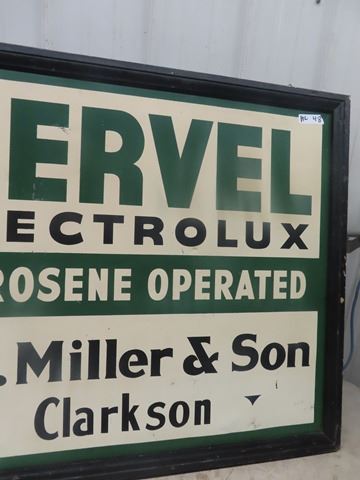 ERVEL
ECTROLUX
ROSENE OPERATED
. Miller & Son
Clarkson